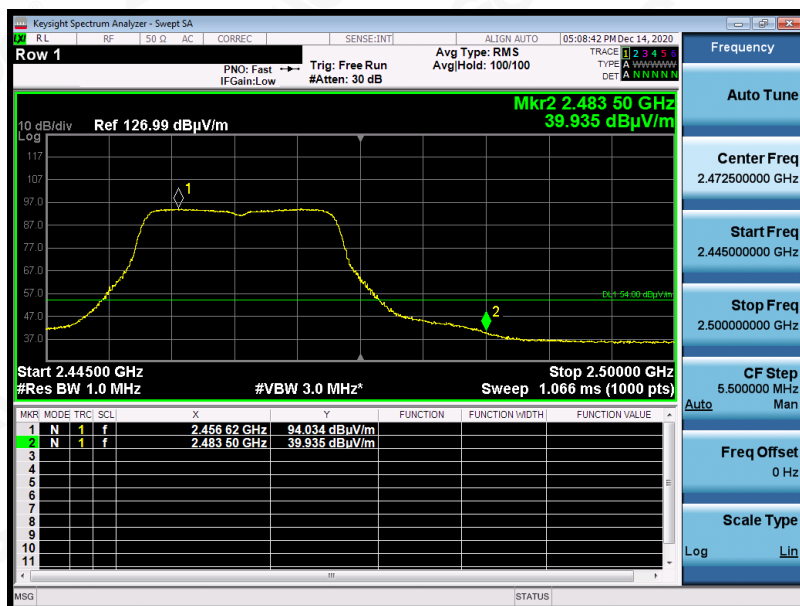 Keysight Spectrum Analyzer - Swept SA
LXI RL RF 50 Ω AC CORREC SENSE:INT ALIGN AUTO 05:08:42 PM Dec 14, 2020
Row 1
PNO: Fast
IFGain:Low
Trig: Free Run
#Atten: 30 dB
Avg Type: RMS
Avg|Hold: 100/100
TRACE 1 2 3 4 5 6
TYPE A WWWWW
DET A N N N N N
Mkr2 2.483 50 GHz
39.935 dBµV/m
10 dB/div Ref 126.99 dBµV/m
Log
117
107
97.0
87.0
77.0
67.0
57.0
47.0
37.0
1
2
DL1 54.00 dBµV/m
Start 2.44500 GHz Stop 2.50000 GHz
#Res BW 1.0 MHz #VBW 3.0 MHz* Sweep 1.066 ms (1000 pts)
MKR MODE TRC SCL X Y FUNCTION FUNCTION WIDTH FUNCTION VALUE
1 N 1 f 2.456 62 GHz 94.034 dBµV/m
2 N 1 f 2.483 50 GHz 39.935 dBµV/m
3
4
5
6
7
8
9
10
11
MSG STATUS
Frequency
Auto Tune
Center Freq
2.472500000 GHz
Start Freq
2.445000000 GHz
Stop Freq
2.500000000 GHz
CF Step
5.500000 MHz
Auto Man
Freq Offset
0 Hz
Scale Type
Log Lin